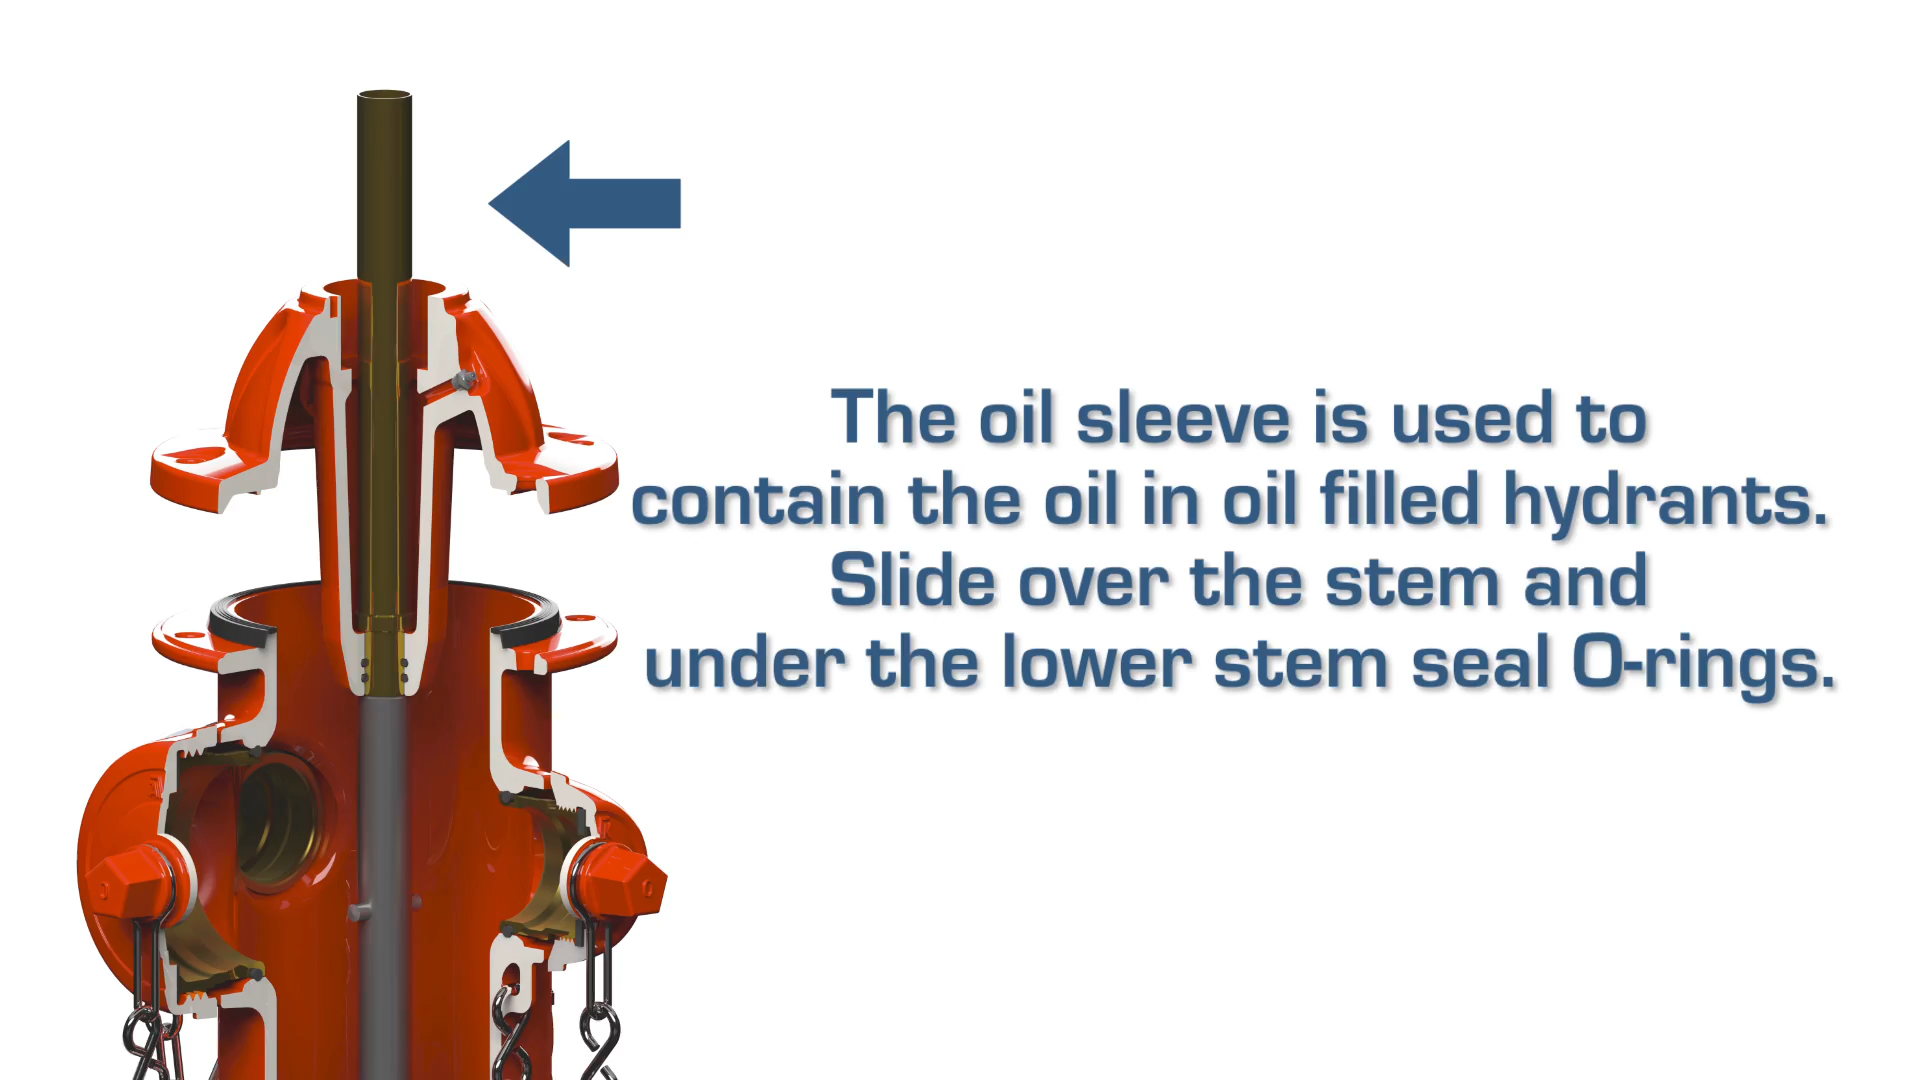 The oil sleeve is used to
contain the oil in oil filled hydrants.
Slide over the stem and
under the lower stem seal O-rings.